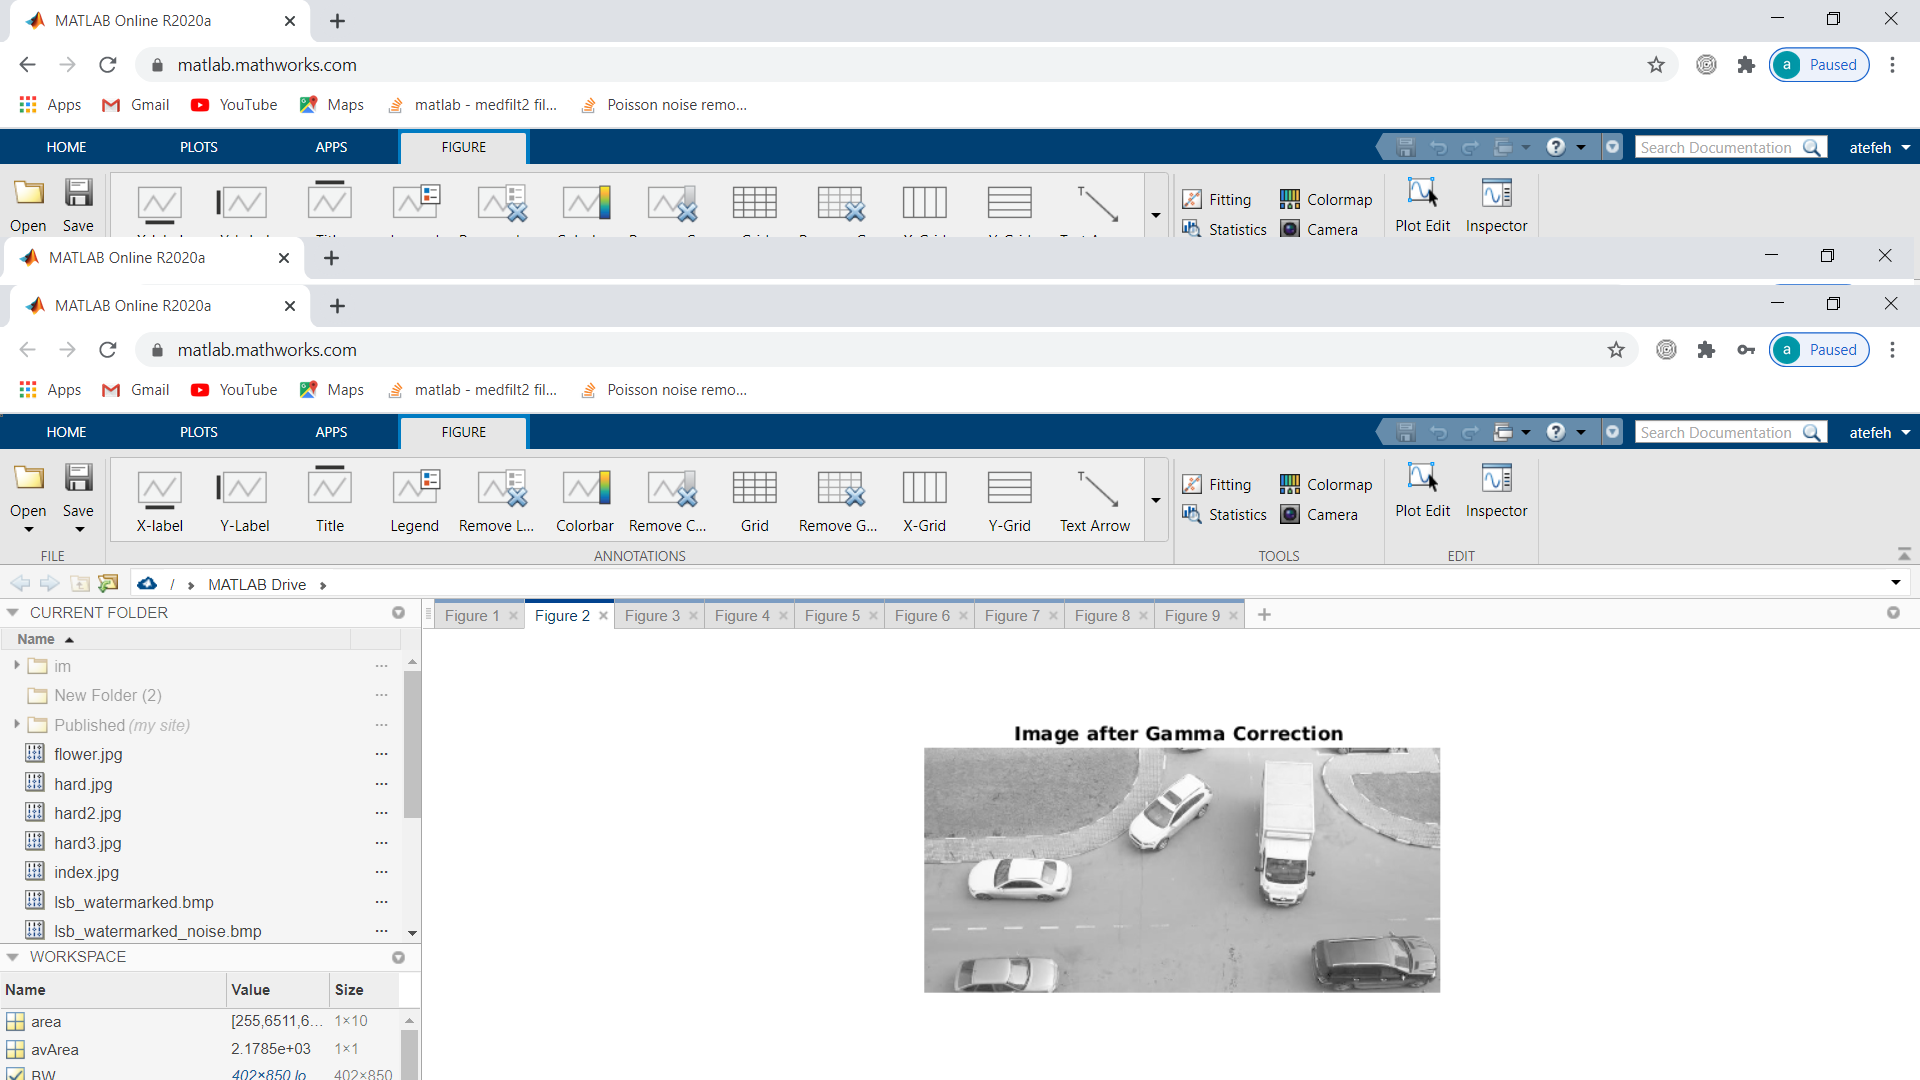 MATLAB Online R2020a
matlab.mathworks.com
a Paused
Apps Gmail YouTube Maps matlab - medfilt2 fil... Poisson noise remo...
HOME PLOTS APPS FIGURE Search Documentation atefeh
Open Save Fitting Colormap Plot Edit Inspector
Statistics Camera
MATLAB Online R2020a
MATLAB Online R2020a
matlab.mathworks.com
a Paused
Apps Gmail YouTube Maps matlab - medfilt2 fil... Poisson noise remo...
HOME PLOTS APPS FIGURE Search Documentation atefeh
Open Save X-label Y-Label Title Legend Remove L... Colorbar Remove C... Grid Remove G... X-Grid Y-Grid Text Arrow Fitting Colormap Plot Edit Inspector
Statistics Camera
FILE ANNOTATIONS TOOLS EDIT
/ MATLAB Drive
CURRENT FOLDER
Figure 1 Figure 2 Figure 3 Figure 4 Figure 5 Figure 6 Figure 7 Figure 8 Figure 9
Name
im
New Folder (2)
Published (my site)
flower.jpg
hard.jpg
hard2.jpg
hard3.jpg
index.jpg
lsb_watermarked.bmp
lsb_watermarked_noise.bmp
Image after Gamma Correction
WORKSPACE
Name Value Size
area [255,6511,6... 1×10
avArea 2.1785e+03 1×1
BW 402×850 lo 402×850